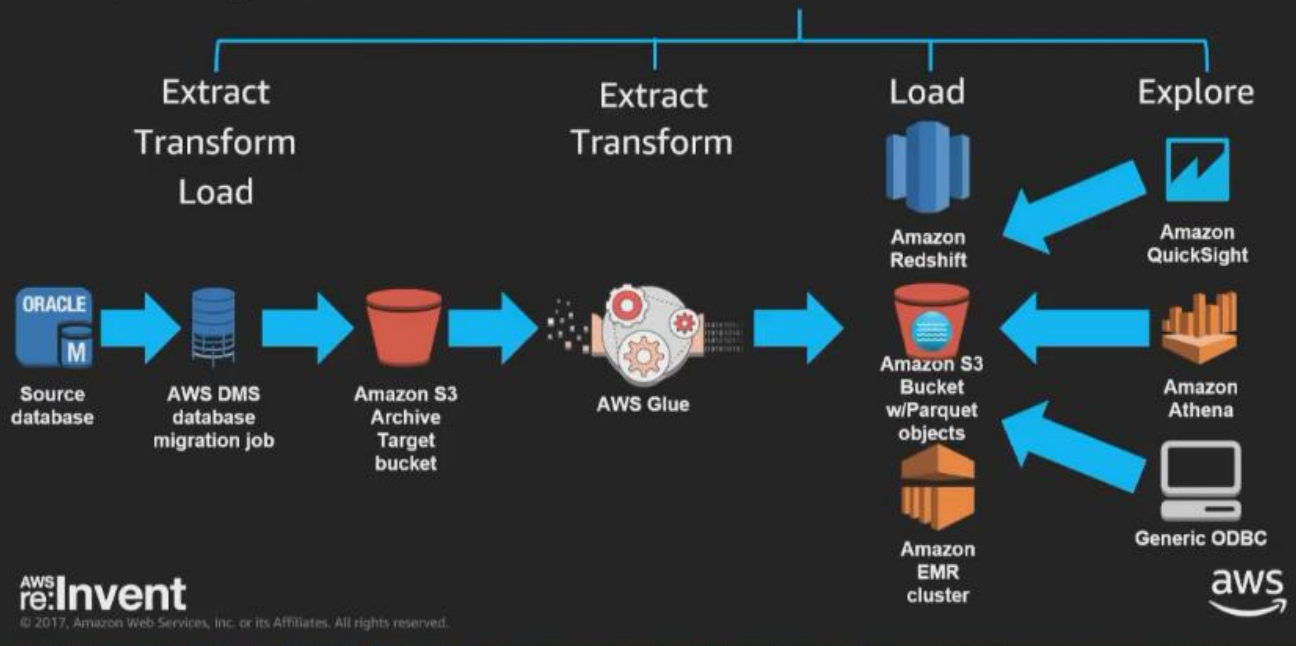 Extract
Transform
Load
Extract
Transform
Load
Explore
Amazon
Redshift
Amazon
QuickSight
ORACLE
M
Source
database
AWS DMS
database
migration job
Amazon S3
Archive
Target
bucket
AWS Glue
Amazon S3
Bucket
w/Parquet
objects
Amazon
Athena
Amazon
EMR
cluster
Generic ODBC
AWS
re:Invent
© 2017, Amazon Web Services, Inc. or its Affiliates. All rights reserved.
aws